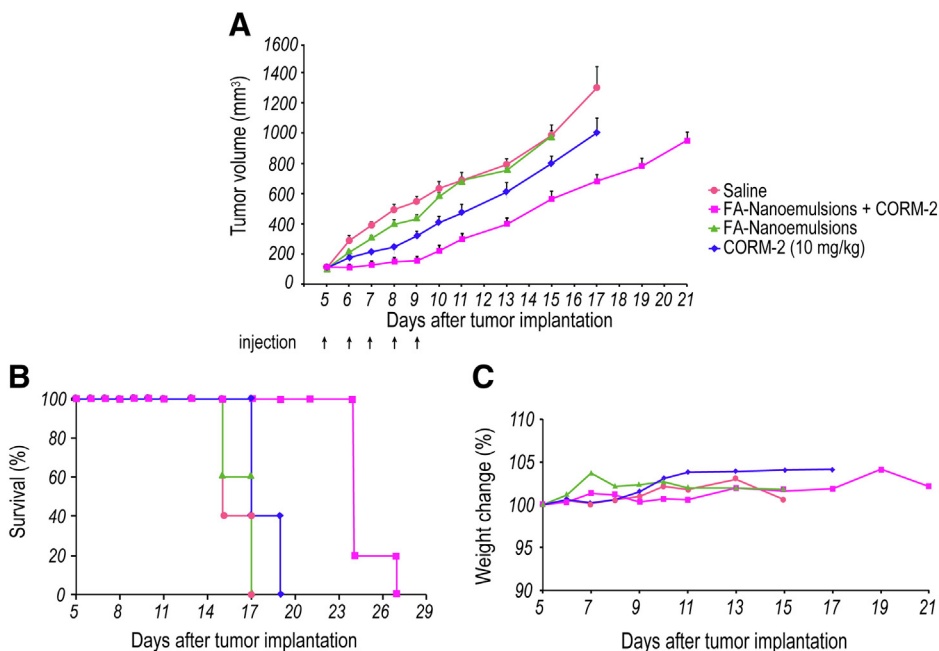 A
Tumor volume (mm³)
1600
1400
1200
1000
800
600
400
200
0
5 6 7 8 9 10 11 12 13 14 15 16 17 18 19 20 21
Days after tumor implantation
injection
Saline
FA-Nanoemulsions + CORM-2
FA-Nanoemulsions
CORM-2 (10 mg/kg)
B
Survival (%)
100
80
60
40
20
0
5 8 11 14 17 20 23 26 29
Days after tumor implantation
C
Weight change (%)
110
105
100
95
90
5 7 9 11 13 15 17 19 21
Days after tumor implantation